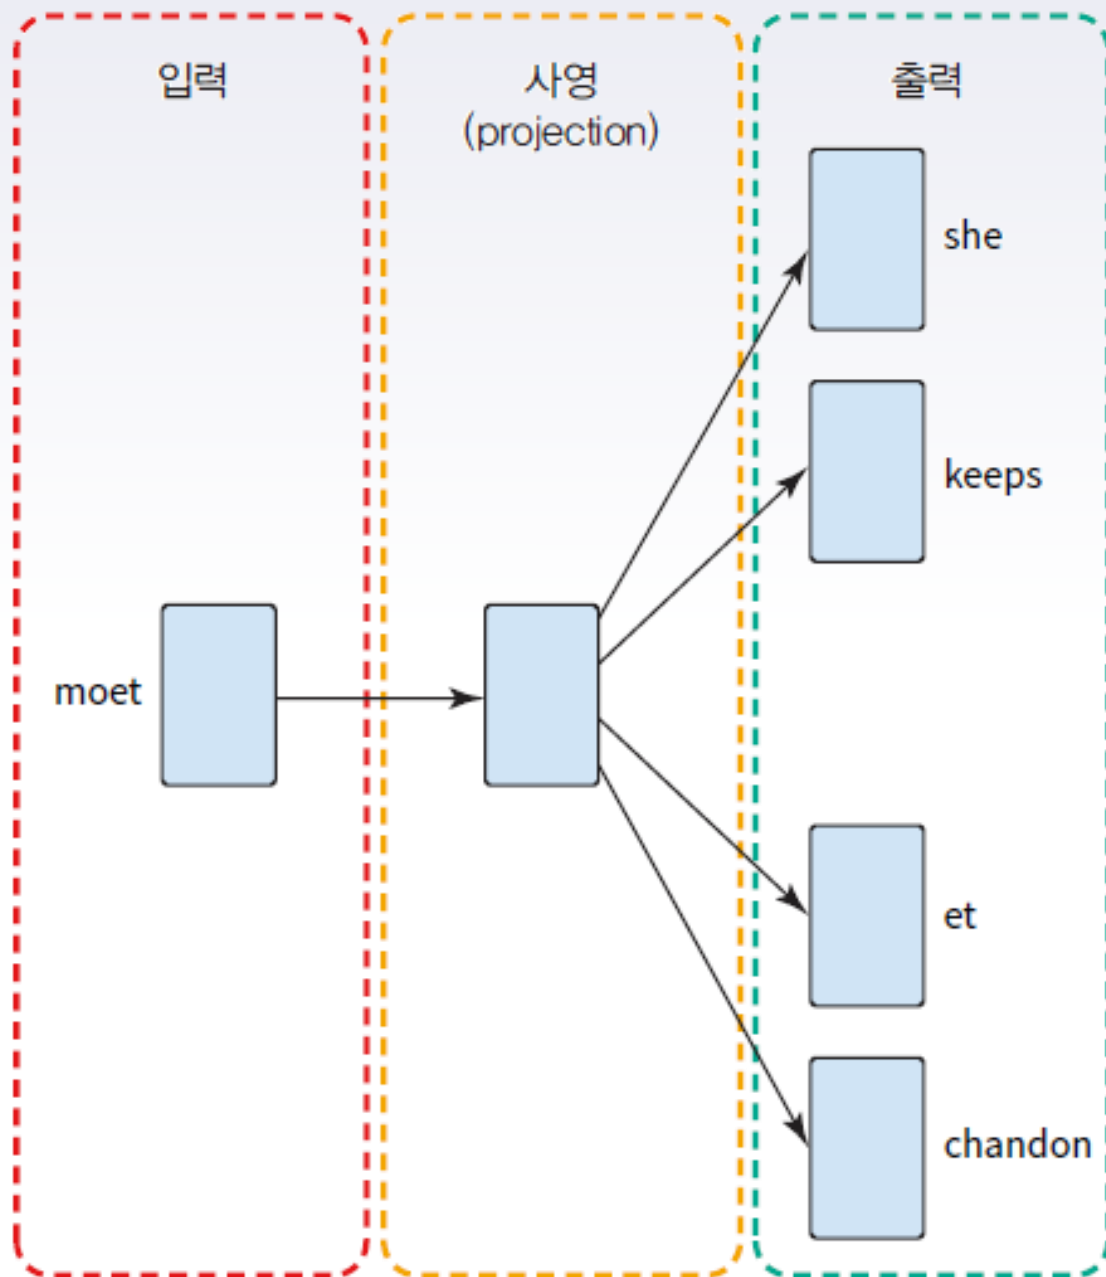 입력
사영
(projection)
출력
she
keeps
moet
et
chandon